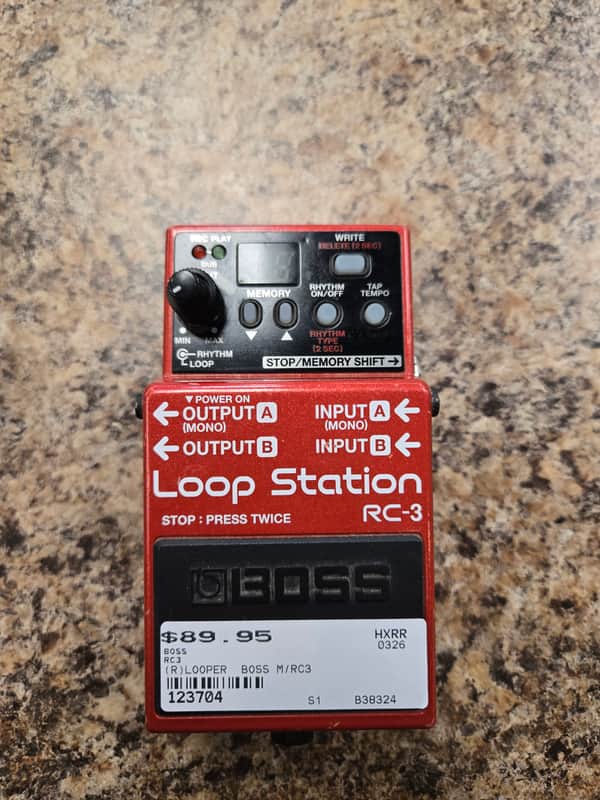 REC PLAY
DUB
WRITE
DELETE (2 SEC)
MEMORY
RHYTHM
ON/OFF
TAP
TEMPO
MIN MAX
RHYTHM
TYPE
(2 SEC)
RHYTHM
LOOP
STOP/MEMORY SHIFT
POWER ON
OUTPUT A
(MONO)
INPUT A
(MONO)
OUTPUT B
INPUT B
Loop Station
STOP : PRESS TWICE
RC-3
BOSS
$89.95
HXRR
0326
BOSS
RC3
(R)LOOPER BOSS M/RC3
123704
S1
B38324